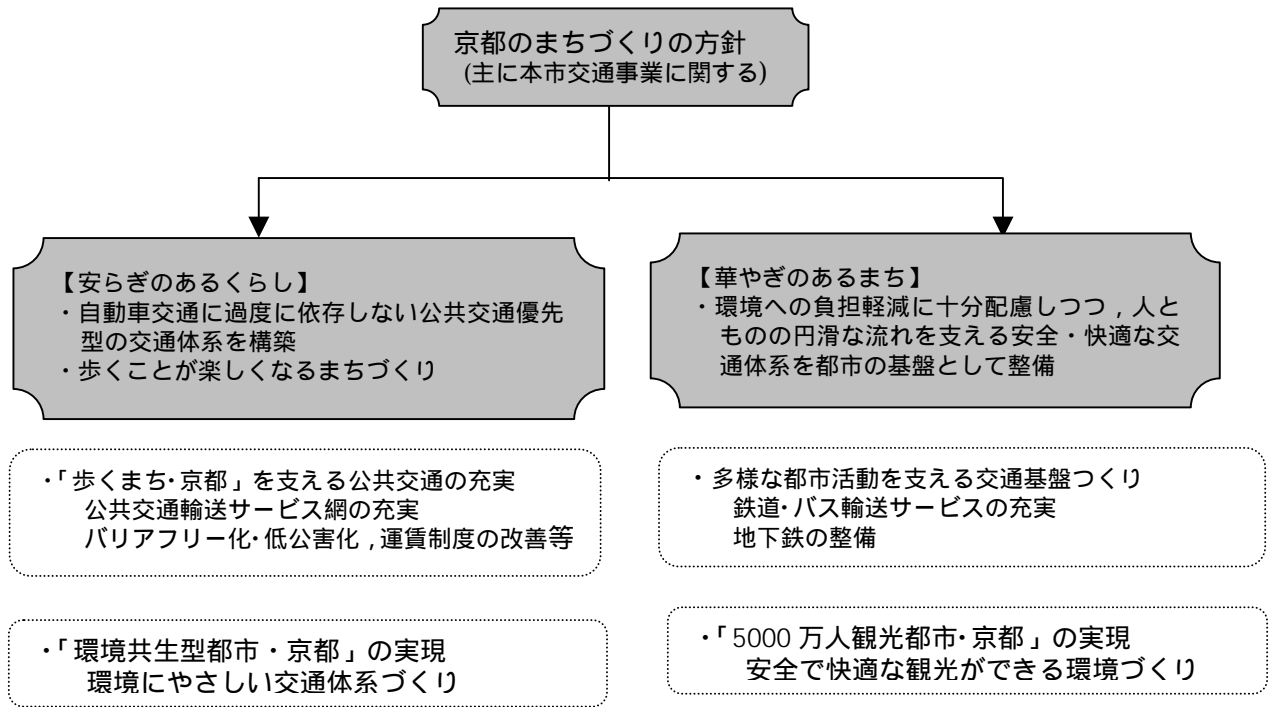 京都のまちづくりの方針
(主に本市交通事業に関する)
【安らぎのあるくらし】
・自動車交通に過度に依存しない公共交通優先
型の交通体系を構築
・歩くことが楽しくなるまちづくり
・「歩くまち・京都」を支える公共交通の充実
公共交通輸送サービス網の充実
バリアフリー化・低公害化，運賃制度の改善等
・「環境共生型都市・京都」の実現
環境にやさしい交通体系づくり
【華やぎのあるまち】
・環境への負担軽減に十分配慮しつつ，人と
ものの円滑な流れを支える安全・快適な交
通体系を都市の基盤として整備
・多様な都市活動を支える交通基盤つくり
鉄道・バス輸送サービスの充実
地下鉄の整備
・「5000万人観光都市・京都」の実現
安全で快適な観光ができる環境づくり